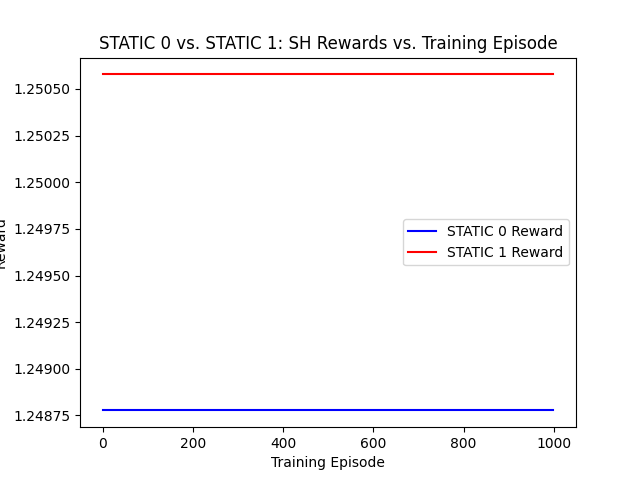 STATIC 0 vs. STATIC 1: SH Rewards vs. Training Episode
1.25050
1.25025
1.25000
1.24975
1.24950
1.24925
1.24900
1.24875
Reward
STATIC 0 Reward
STATIC 1 Reward
0
200
400
600
800
1000
Training Episode